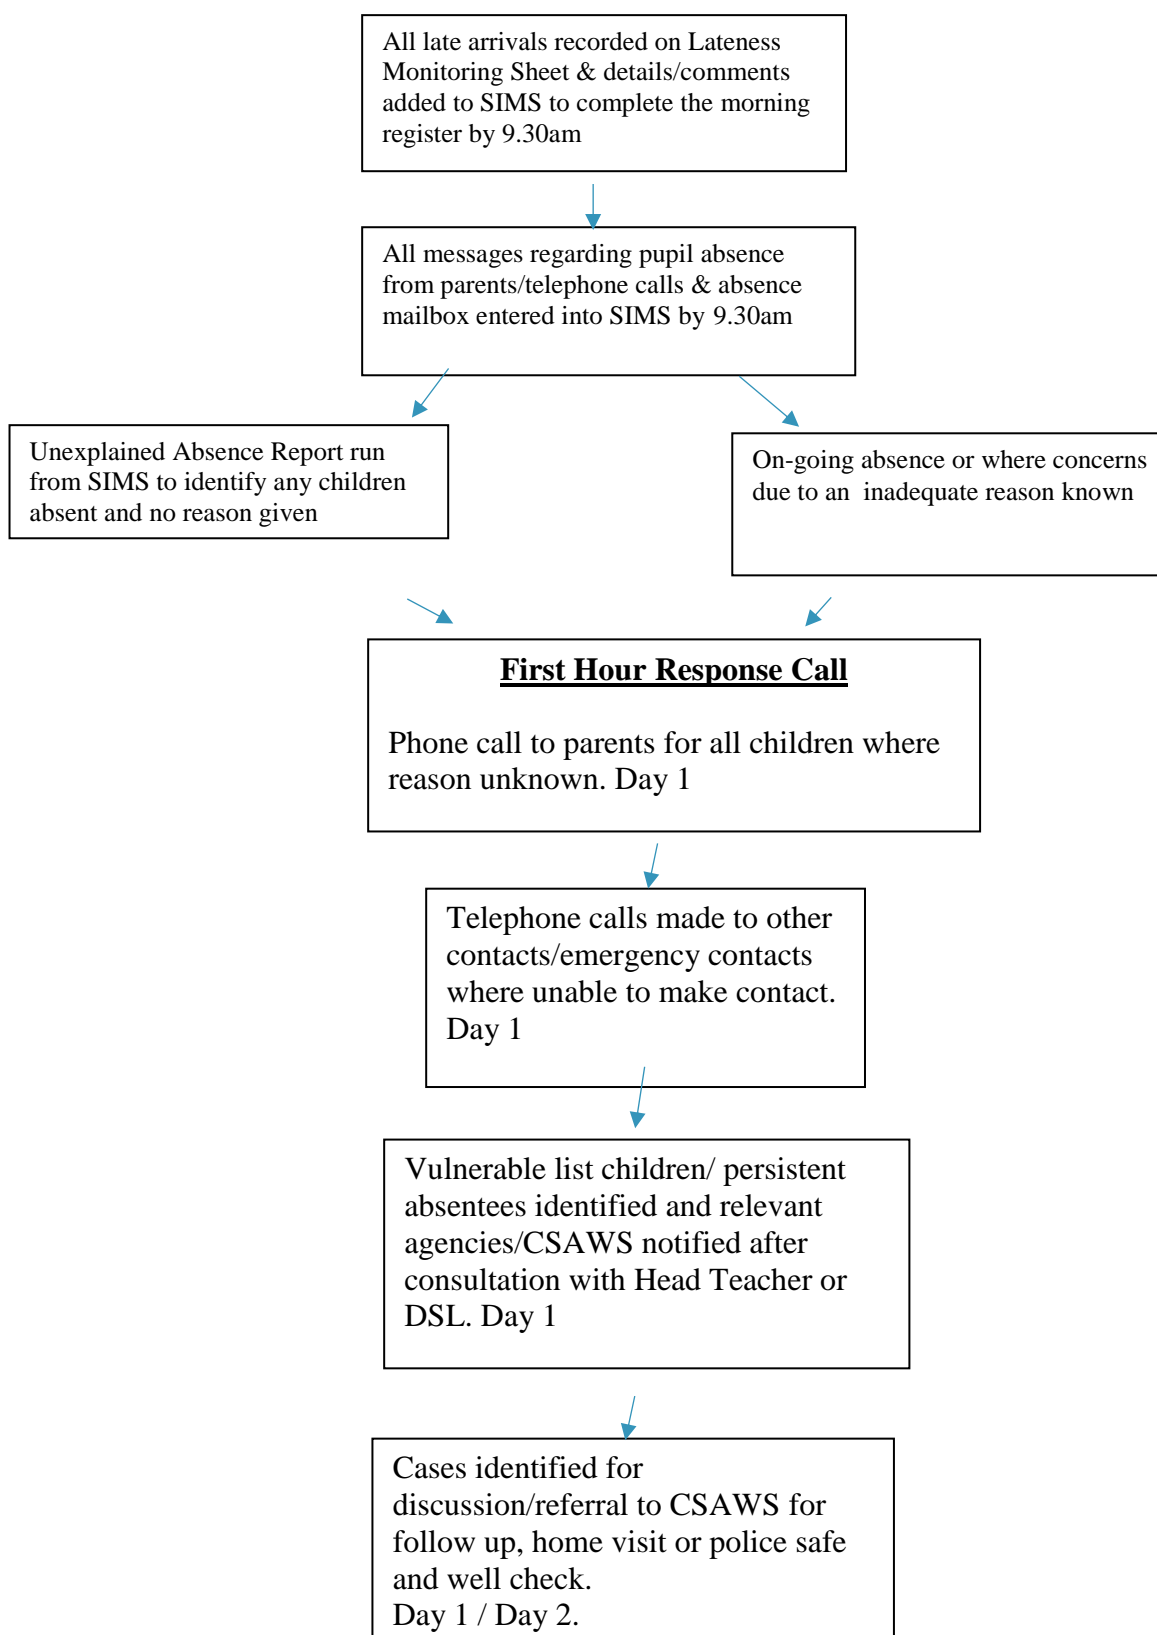 All late arrivals recorded on Lateness
Monitoring Sheet & details/comments
added to SIMS to complete the morning
register by 9.30am
All messages regarding pupil absence
from parents/telephone calls & absence
mailbox entered into SIMS by 9.30am
Unexplained Absence Report run
from SIMS to identify any children
absent and no reason given
On-going absence or where concerns
due to an  inadequate reason known
First Hour Response Call
Phone call to parents for all children where
reason unknown. Day 1
Telephone calls made to other
contacts/emergency contacts
where unable to make contact.
Day 1
Vulnerable list children/ persistent
absentees identified and relevant
agencies/CSAWS notified after
consultation with Head Teacher or
DSL. Day 1
Cases identified for
discussion/referral to CSAWS for
follow up, home visit or police safe
and well check.
Day 1 / Day 2.